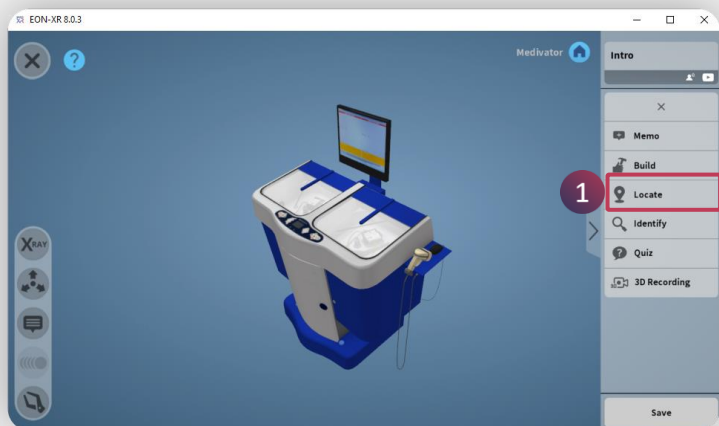 EON-XR 8.0.3
Medivator
Intro
Memo
Build
1
Locate
Identify
Quiz
3D Recording
XRAY
Save